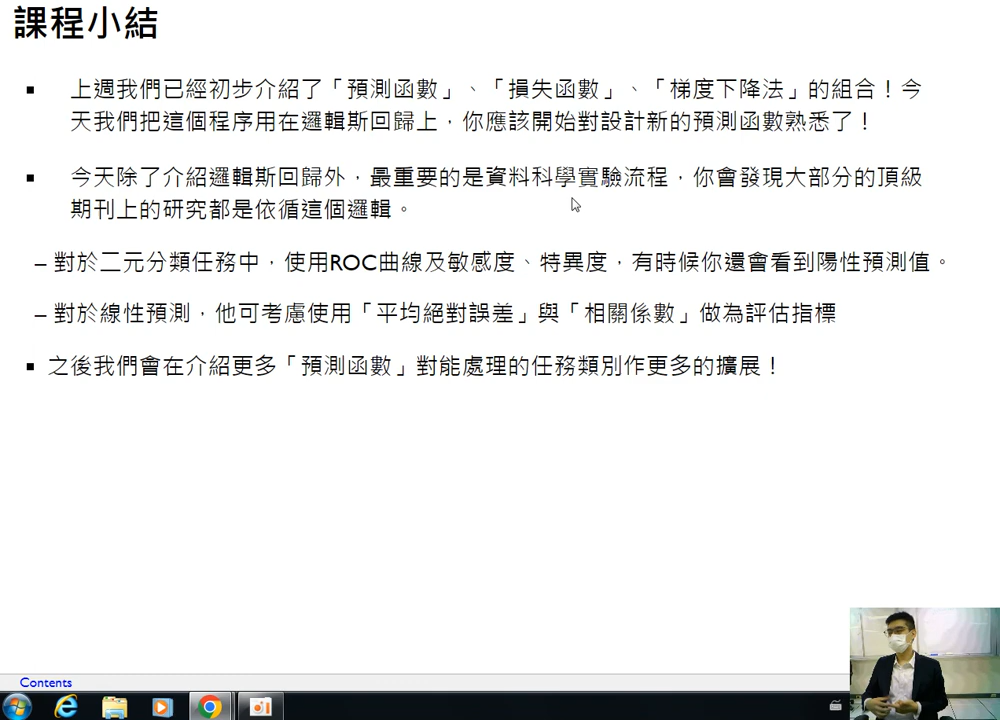 課程小結
▪ 上週我們已經初步介紹了「預測函數」、「損失函數」、「梯度下降法」的組合！今
天我們把這個程序用在邏輯斯回歸上，你應該開始對設計新的預測函數熟悉了！
▪ 今天除了介紹邏輯斯回歸外，最重要的是資料科學實驗流程，你會發現大部分的頂級
期刊上的研究都是依循這個邏輯。
– 對於二元分類任務中，使用ROC曲線及敏感度、特異度，有時候你還會看到陽性預測值。
– 對於線性預測，他可考慮使用「平均絕對誤差」與「相關係數」做為評估指標
▪ 之後我們會在介紹更多「預測函數」對能處理的任務類別作更多的擴展！
Contents